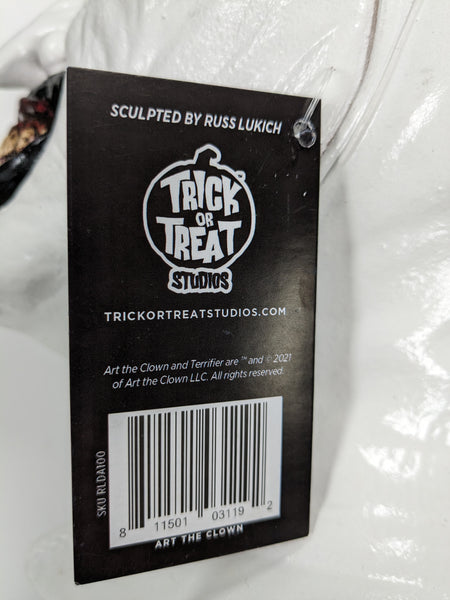 SCULPTED BY RUSS LUKICH
TRICK
OR
TREAT
STUDIOS
TRICKORTREATSTUDIOS.COM
Art the Clown and Terrifier are ™ and © 2021
of Art the Clown LLC. All rights reserved.
SKU RLDA100
8 11501 03119 2
ART THE CLOWN